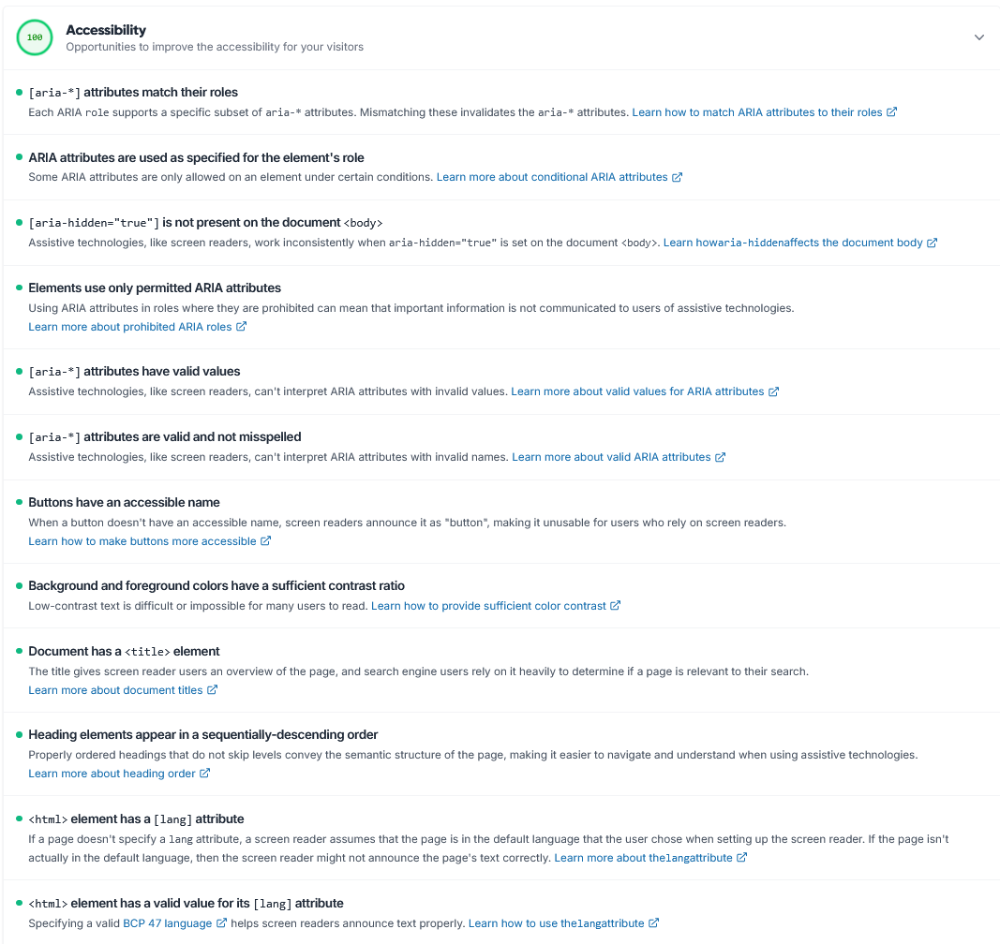 100
Accessibility
Opportunities to improve the accessibility for your visitors
[aria-*] attributes match their roles
Each ARIA role supports a specific subset of aria-* attributes. Mismatching these invalidates the aria-* attributes. Learn how to match ARIA attributes to their roles
ARIA attributes are used as specified for the element's role
Some ARIA attributes are only allowed on an element under certain conditions. Learn more about conditional ARIA attributes
[aria-hidden="true"] is not present on the document <body>
Assistive technologies, like screen readers, work inconsistently when aria-hidden="true" is set on the document <body>. Learn howaria-hiddenaffects the document body
Elements use only permitted ARIA attributes
Using ARIA attributes in roles where they are prohibited can mean that important information is not communicated to users of assistive technologies.
Learn more about prohibited ARIA roles
[aria-*] attributes have valid values
Assistive technologies, like screen readers, can't interpret ARIA attributes with invalid values. Learn more about valid values for ARIA attributes
[aria-*] attributes are valid and not misspelled
Assistive technologies, like screen readers, can't interpret ARIA attributes with invalid names. Learn more about valid ARIA attributes
Buttons have an accessible name
When a button doesn't have an accessible name, screen readers announce it as "button", making it unusable for users who rely on screen readers.
Learn how to make buttons more accessible
Background and foreground colors have a sufficient contrast ratio
Low-contrast text is difficult or impossible for many users to read. Learn how to provide sufficient color contrast
Document has a <title> element
The title gives screen reader users an overview of the page, and search engine users rely on it heavily to determine if a page is relevant to their search.
Learn more about document titles
Heading elements appear in a sequentially-descending order
Properly ordered headings that do not skip levels convey the semantic structure of the page, making it easier to navigate and understand when using assistive technologies.
Learn more about heading order
<html> element has a [lang] attribute
If a page doesn't specify a lang attribute, a screen reader assumes that the page is in the default language that the user chose when setting up the screen reader. If the page isn't
actually in the default language, then the screen reader might not announce the page's text correctly. Learn more about thelangattribute
<html> element has a valid value for its [lang] attribute
Specifying a valid BCP 47 language helps screen readers announce text properly. Learn how to use thelangattribute